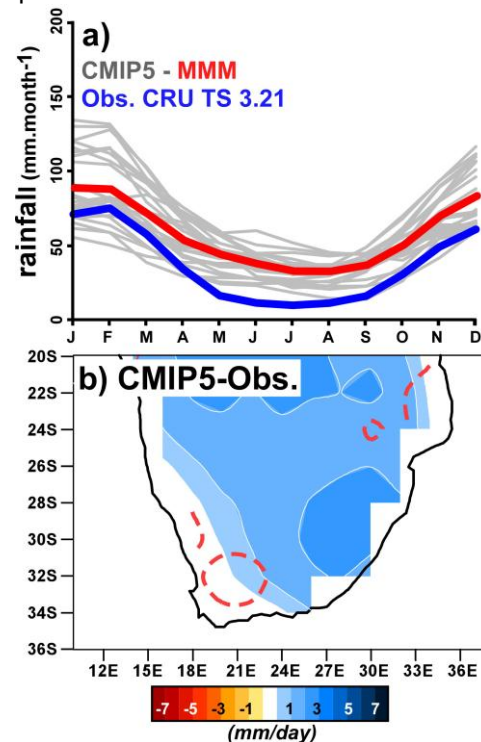 a)
CMIP5 - MMM
Obs. CRU TS 3.21
rainfall (mm.month-1)
200
150
100
50
0
J F M A M J J A S O N D
b) CMIP5-Obs.
20S
22S
24S
26S
28S
30S
32S
34S
36S
12E 15E 18E 21E 24E 27E 30E 33E 36E
-7 -5 -3 -1 1 3 5 7
(mm/day)